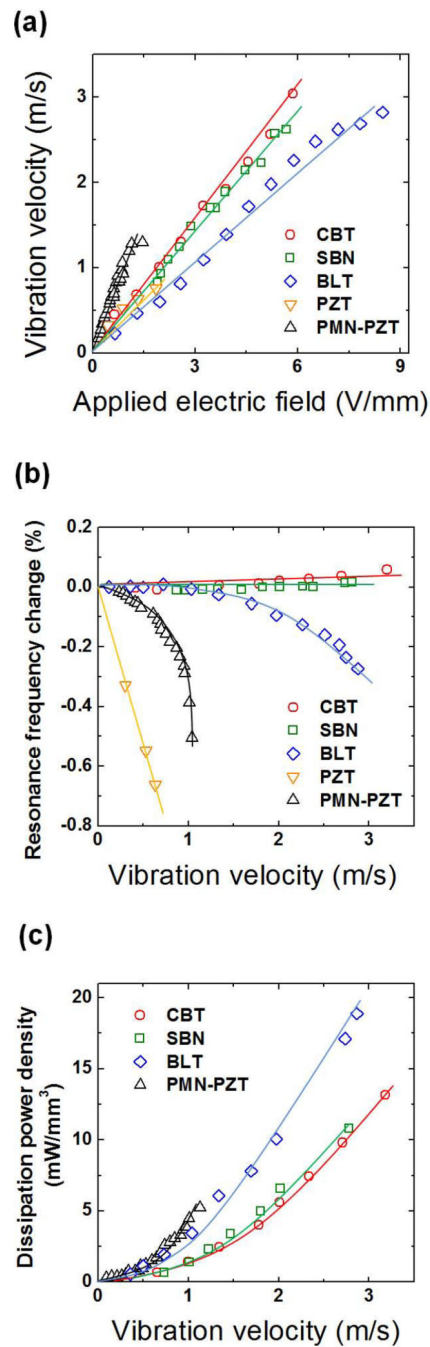 (a)
Vibration velocity (m/s)
3
2
1
0
CBT
SBN
BLT
PZT
PMN-PZT
0
3
6
9
Applied electric field (V/mm)
(b)
Resonance frequency change (%)
0.2
0.0
-0.2
-0.4
-0.6
-0.8
CBT
SBN
BLT
PZT
PMN-PZT
0
1
2
3
Vibration velocity (m/s)
(c)
Dissipation power density
(mW/mm³)
20
15
10
5
0
CBT
SBN
BLT
PMN-PZT
0
1
2
3
Vibration velocity (m/s)